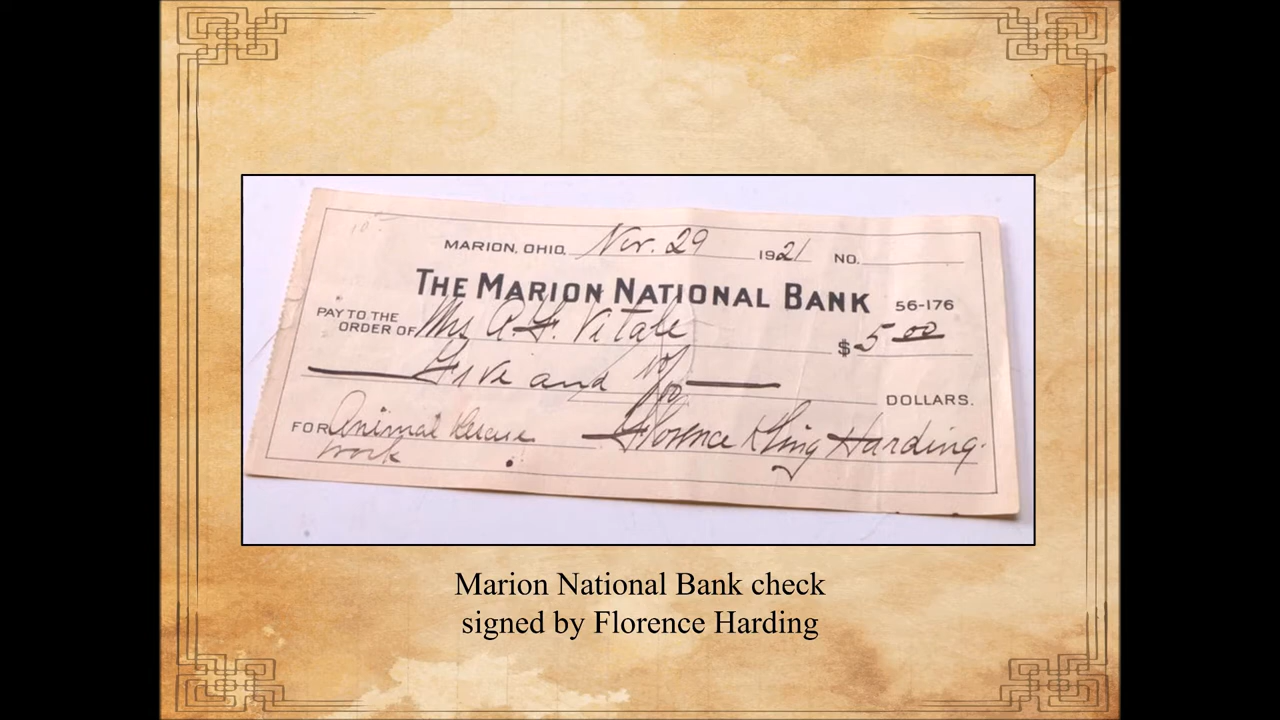 MARION, OHIO, Nov. 29 1921 NO.
THE MARION NATIONAL BANK 56-176
PAY TO THE
ORDER OF Mrs A.G. Vitale $ 5 00
Five and no/100 DOLLARS.
FOR Animal Rescue Florence Kling Harding.
work
Marion National Bank check
signed by Florence Harding